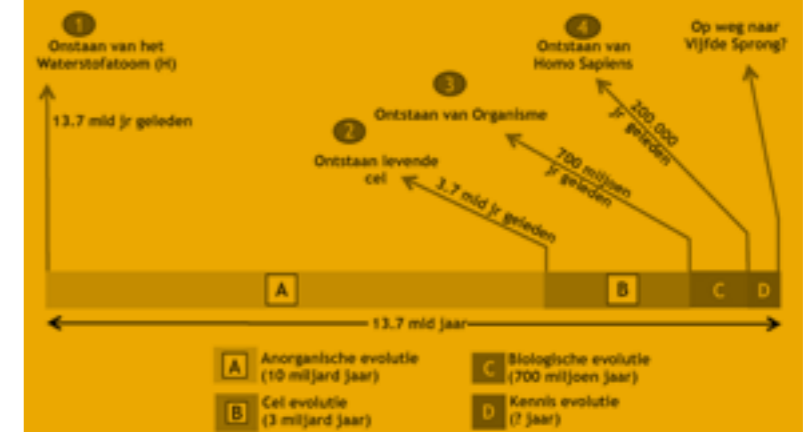 1
Onstaan van het
Waterstofatoom (H)
13.7 mld jr geleden
2
Ontstaan levende
cel
3.7 mld jr geleden
3
Ontstaan van Organisme
700 miljoen
jr geleden
4
Ontstaan van
Homo Sapiens
200.000
jr geleden
Op weg naar
Vijfde Sprong?
A
B
C
D
13.7 mld jaar
A Anorganische evolutie
(10 miljard jaar)
B Cel evolutie
(3 miljard jaar)
C Biologische evolutie
(700 miljoen jaar)
D Kennis evolutie
(? jaar)